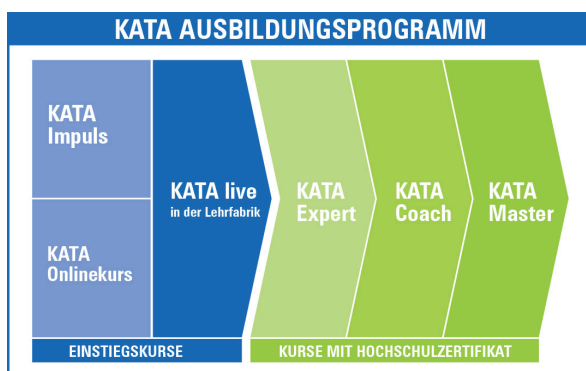 KATA AUSBILDUNGSPROGRAMM
KATA
Impuls
KATA
Onlinekurs
KATA live
in der Lehrfabrik
KATA
Expert
KATA
Coach
KATA
Master
EINSTIEGSKURSE
KURSE MIT HOCHSCHULZERTIFIKAT